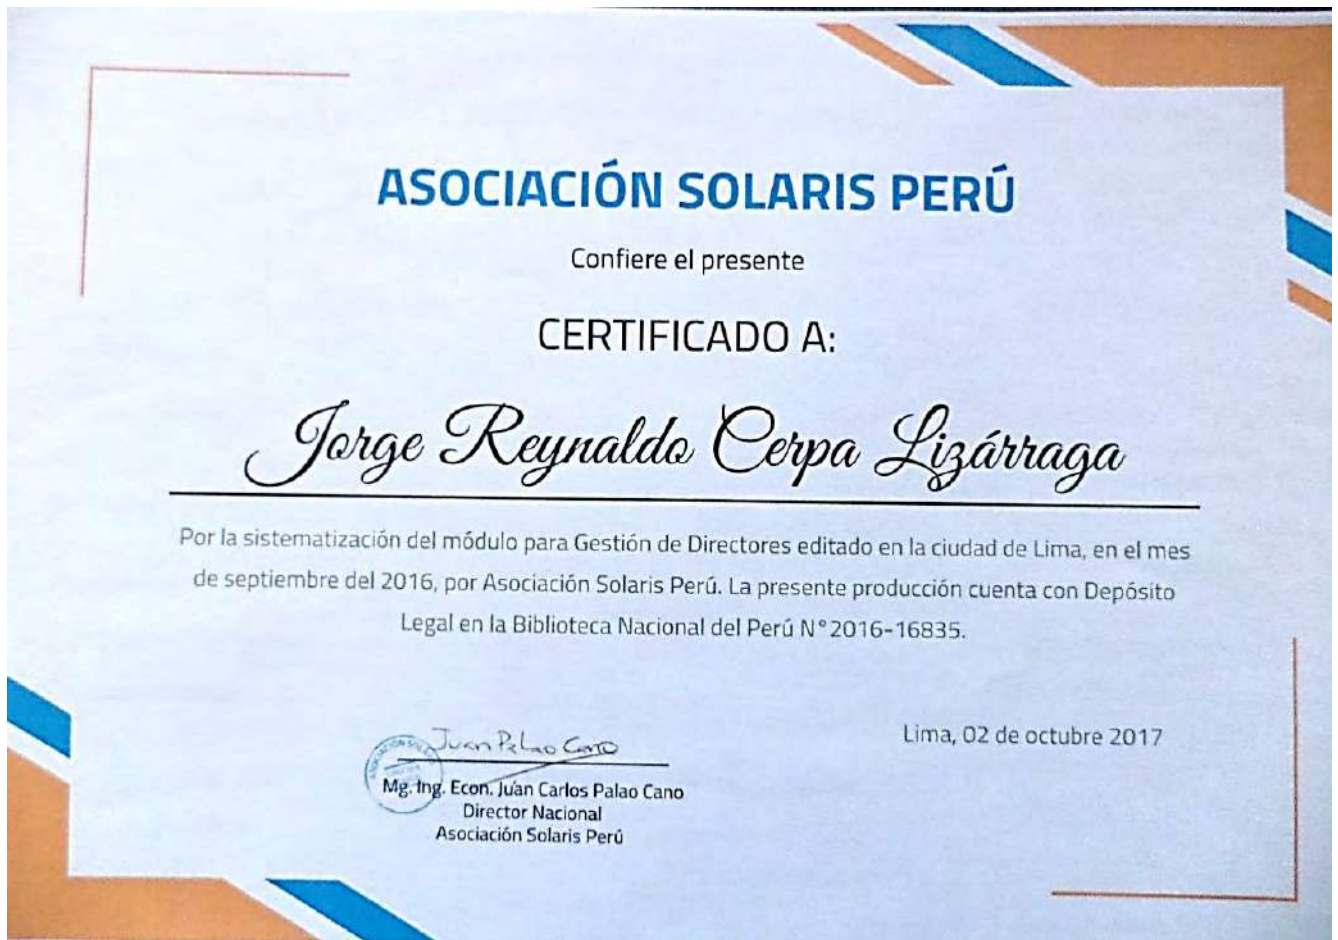 ASOCIACIÓN SOLARIS PERÚ
Confiere el presente
CERTIFICADO A:
Jorge Reynaldo Cerpa Lizárraga
Por la sistematización del módulo para Gestión de Directores editado en la ciudad de Lima, en el mes
de septiembre del 2016, por Asociación Solaris Perú. La presente producción cuenta con Depósito
Legal en la Biblioteca Nacional del Perú N°2016-16835.
Lima, 02 de octubre 2017
Juan Palao Cano
Mg. Ing. Econ. Juan Carlos Palao Cano
Director Nacional
Asociación Solaris Perú